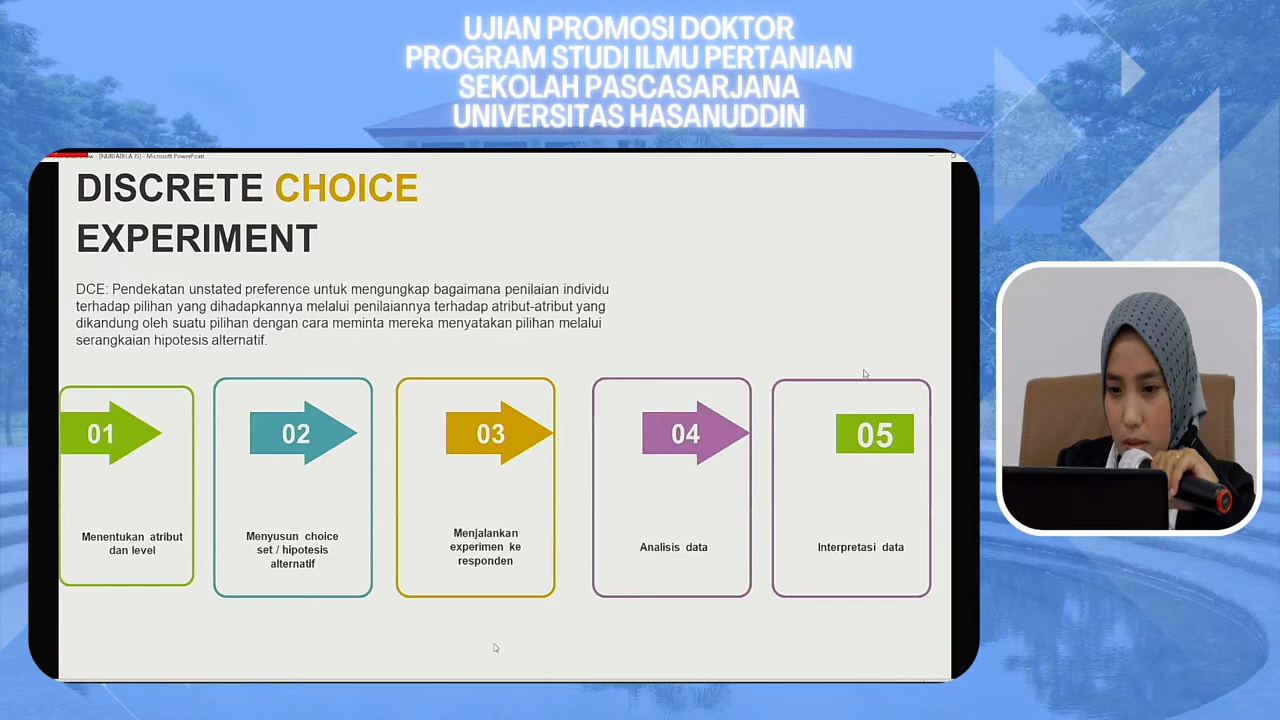 UJIAN PROMOSI DOKTOR
PROGRAM STUDI ILMU PERTANIAN
SEKOLAH PASCASARJANA
UNIVERSITAS HASANUDDIN
- Microsoft PowerPoint
DISCRETE CHOICE
EXPERIMENT
DCE: Pendekatan unstated preference untuk mengungkap bagaimana penilaian individu
terhadap pilihan yang dihadapkannya melalui penilaiannya terhadap atribut-atribut yang
dikandung oleh suatu pilihan dengan cara meminta mereka menyatakan pilihan melalui
serangkaian hipotesis alternatif.
01
Menentukan atribut
dan level
02
Menyusun choice
set / hipotesis
alternatif
03
Menjalankan
experimen ke
responden
04
Analisis data
05
Interpretasi data